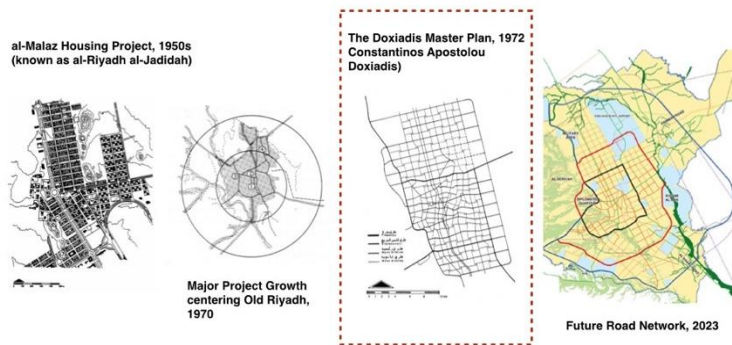 al-Malaz Housing Project, 1950s
(known as al-Riyadh al-Jadidah)
Major Project Growth
centering Old Riyadh,
1970
The Doxiadis Master Plan, 1972
Constantinos Apostolou
Doxiadis)
Future Road Network, 2023